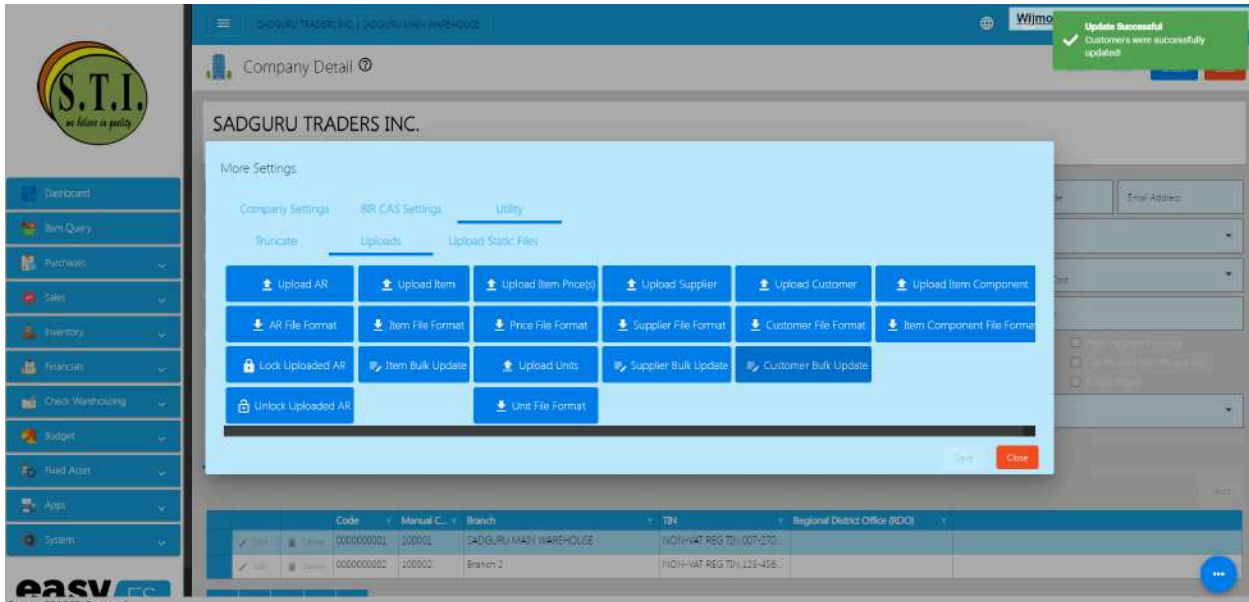 SADGURU TRADERS INC. | SADGURU MAIN WAREHOUSE
Wijmo
Update Successful
Customers were successfully
updated!
S.T.I.
we believe in quality
Company Detail
SADGURU TRADERS INC.
More Settings
Company Settings BIR CAS Settings Utility
Truncate Uploads Upload Static Files
Upload AR Upload Item Upload Item Price(s) Upload Supplier Upload Customer Upload Item Component
AR File Format Item File Format Price File Format Supplier File Format Customer File Format Item Component File Forma
Lock Uploaded AR Item Bulk Update Upload Units Supplier Bulk Update Customer Bulk Update
Unlock Uploaded AR Unit File Format
Save Close
Dashboard
Item Query
Purchases
Sales
Inventory
Financials
Check Warehousing
Budget
Fixed Asset
Apps
System
easy FS
Email Address
Add
Code Manual C... Branch TIN Regional District Office (RDO)
Edit Delete 0000000001 100001 SADGURU MAIN WAREHOUSE NON-VAT REG TIN.007-270...
Edit Delete 0000000002 100002 Branch 2 NON-VAT REG TIN.123-456...